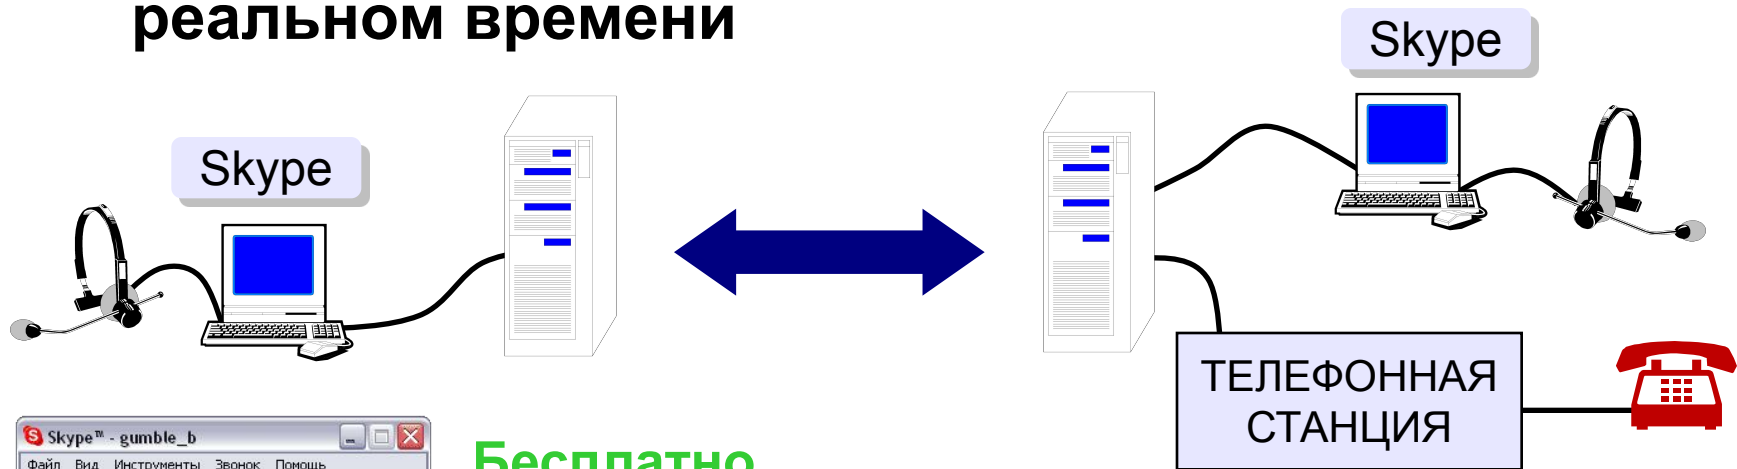 реальном времени
Skype
Skype
ТЕЛЕФОННАЯ
СТАНЦИЯ
Skype™ - gumble_b
Файл Вид Инструменты Звонок Помощь
Бесплатно